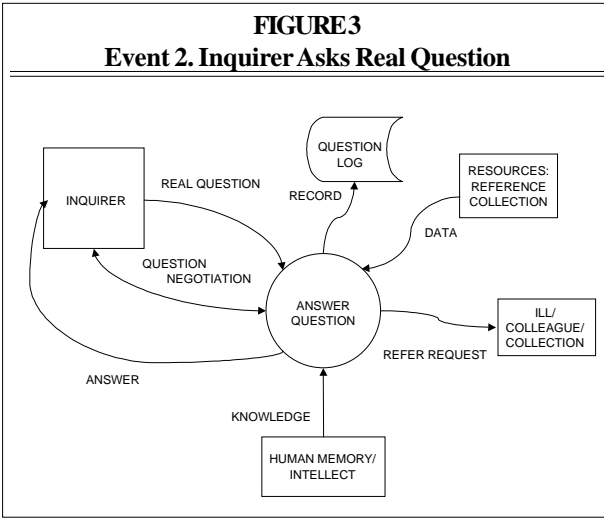 FIGURE 3
Event 2. Inquirer Asks Real Question
QUESTION
LOG
RESOURCES:
REFERENCE
COLLECTION
INQUIRER
REAL QUESTION
RECORD
DATA
QUESTION
NEGOTIATION
ANSWER
QUESTION
ILL/
COLLEAGUE/
COLLECTION
REFER REQUEST
ANSWER
KNOWLEDGE
HUMAN MEMORY/
INTELLECT